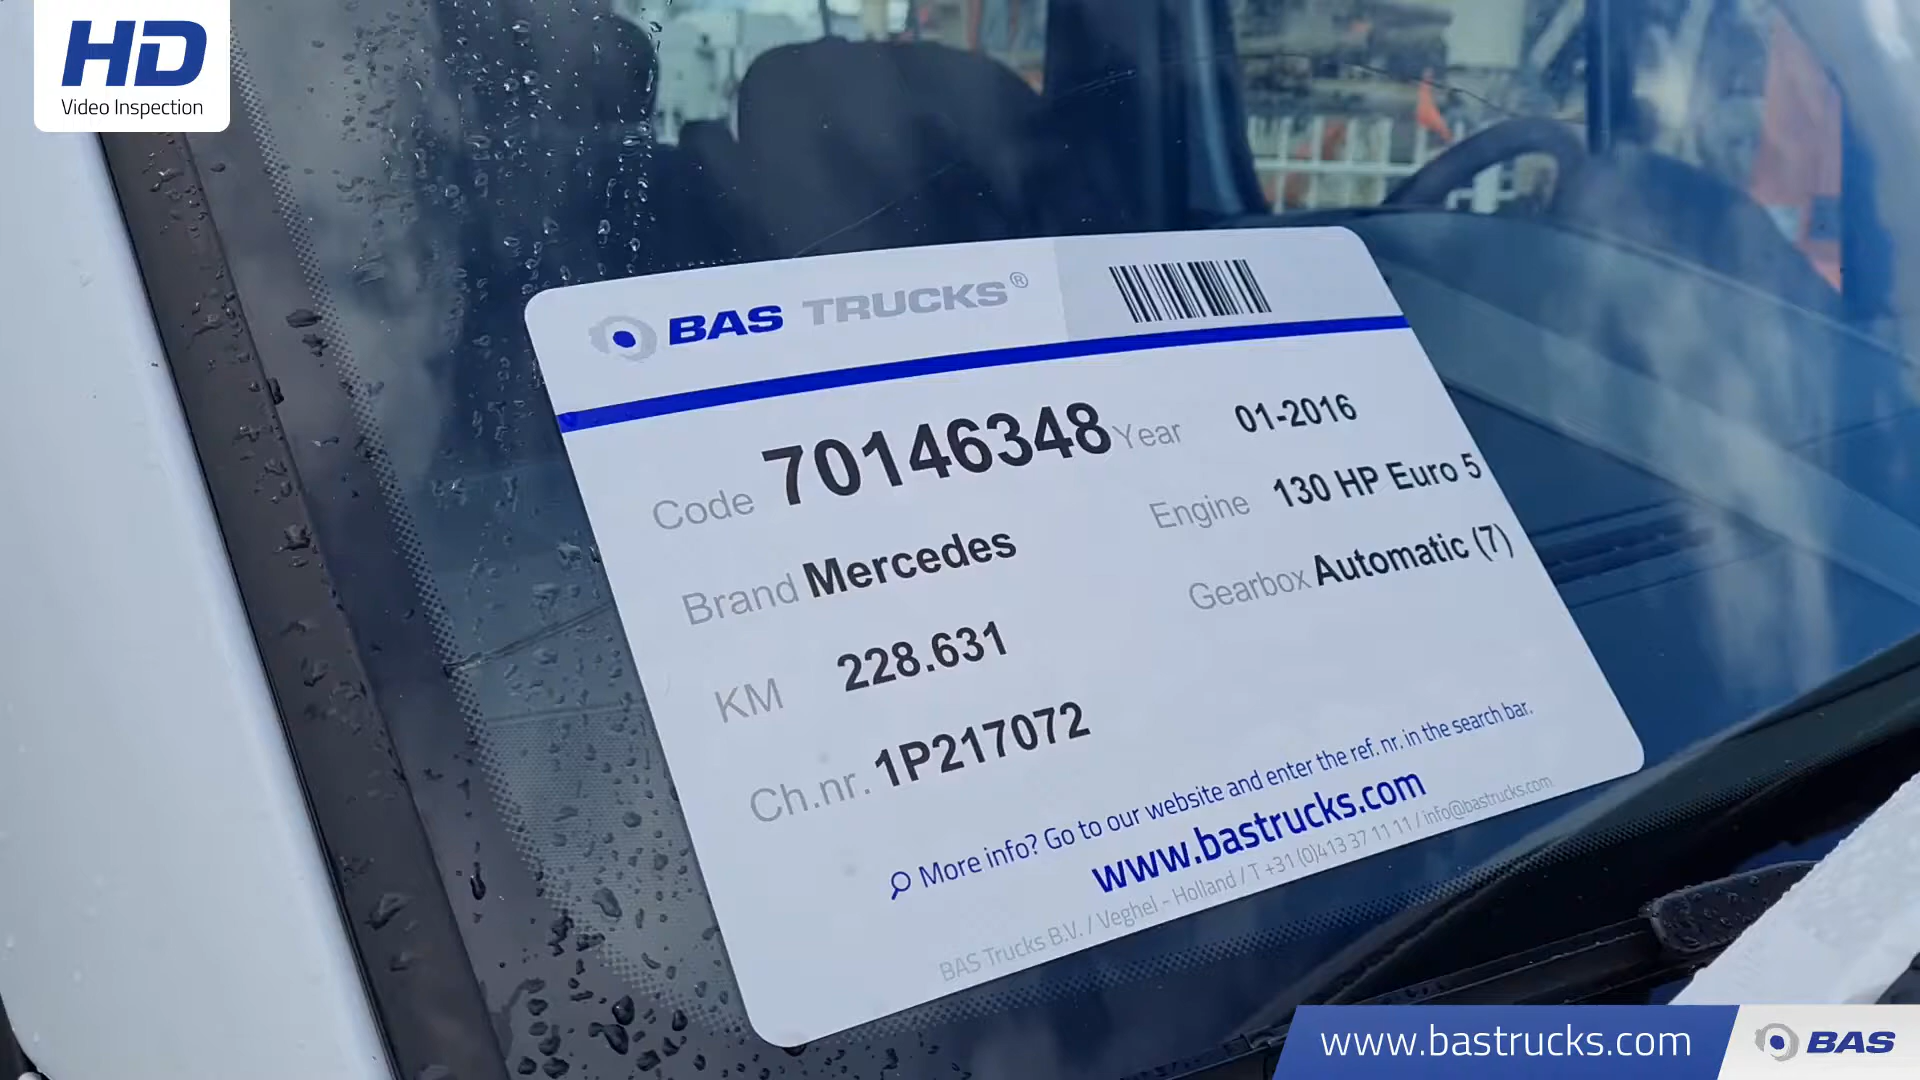 HD
Video Inspection
BAS TRUCKS®
Code 70146348 Year 01-2016
Brand Mercedes Engine 130 HP Euro 5
KM 228.631 Gearbox Automatic (7)
Ch.nr. 1P217072
More info? Go to our website and enter the ref. nr. in the search bar.
www.bastrucks.com
BAS Trucks B.V. / Veghel - Holland / T +31 (0)413 37 11 11 / info@bastrucks.com
www.bastrucks.com BAS